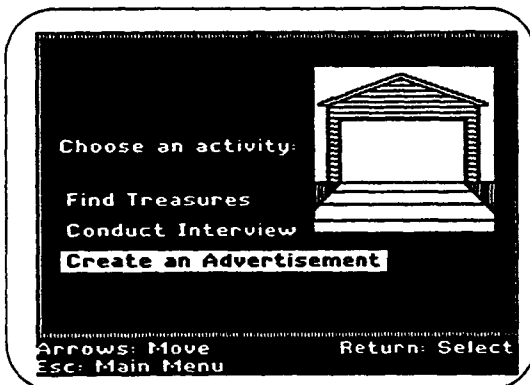 Choose an activity:
Find Treasures
Conduct Interview
Create an Advertisement
Arrows: Move Return: Select
Esc: Main Menu